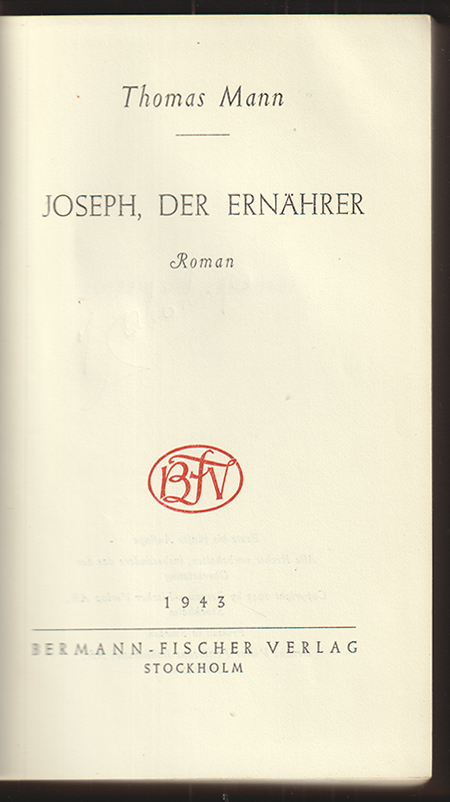 Thomas Mann
JOSEPH, DER ERNÄHRER
Roman
BFV
1943
BERMANN-FISCHER VERLAG
STOCKHOLM